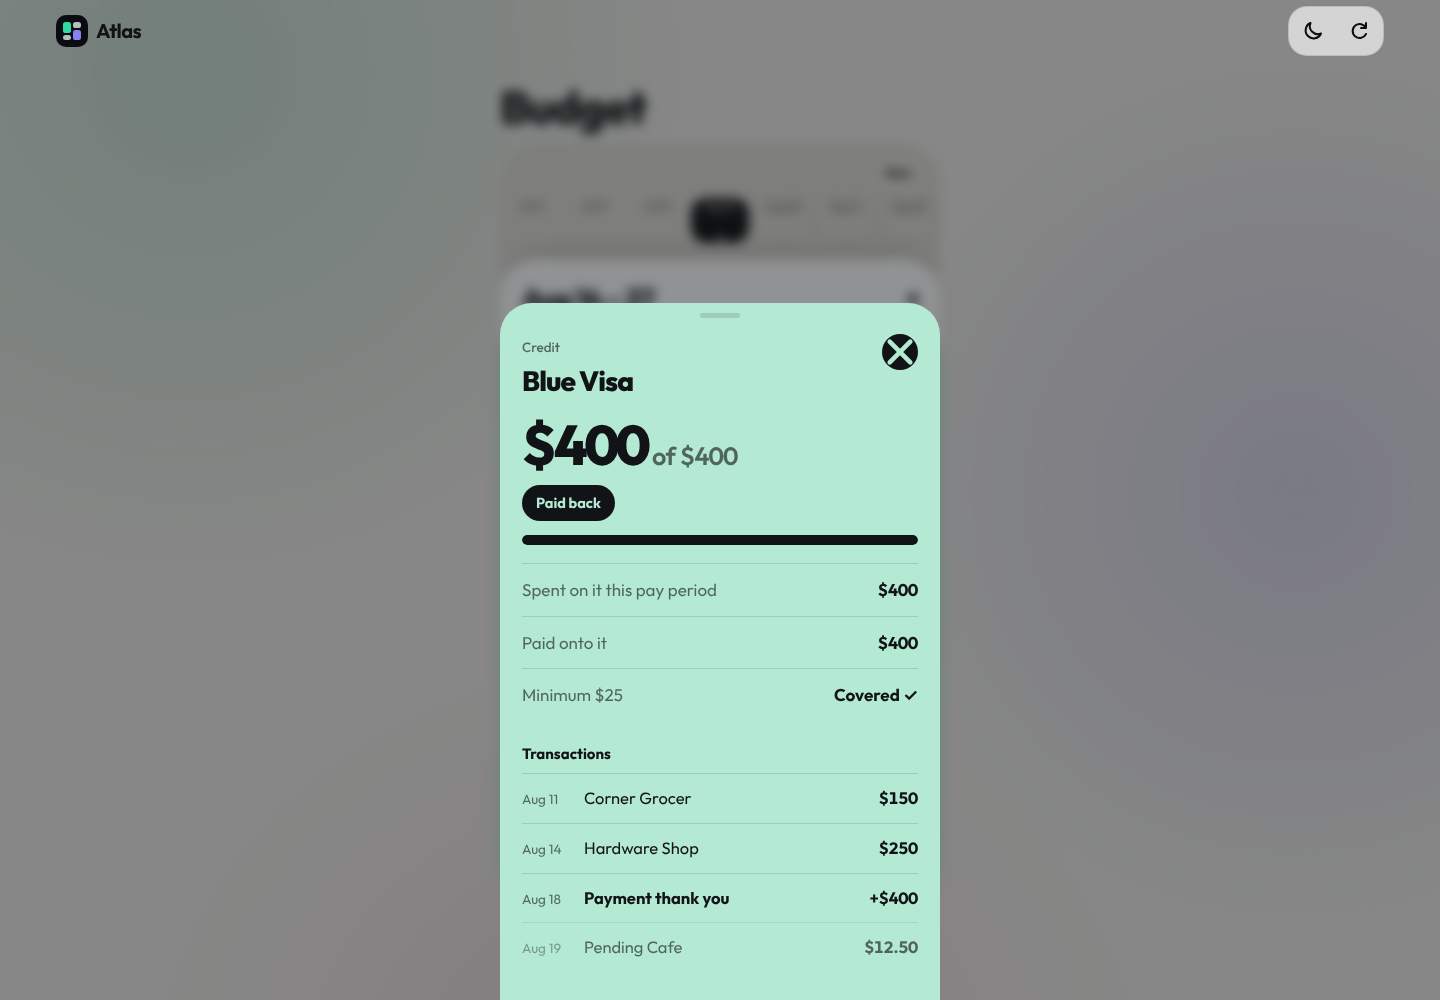 Atlas
Budget
Credit
Blue Visa
$400 of $400
Paid back
Spent on it this pay period $400
Paid onto it $400
Minimum $25 Covered ✓
Transactions
Aug 11 Corner Grocer $150
Aug 14 Hardware Shop $250
Aug 18 Payment thank you +$400
Aug 19 Pending Cafe $12.50